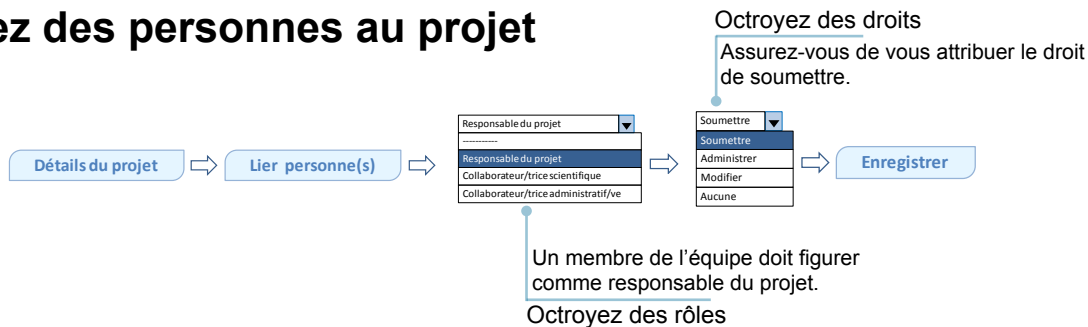 ez des personnes au projet
Octroyez des droits
Assurez-vous de vous attribuer le droit
de soumettre.
Détails du projet
Lier personne(s)
Responsable du projet
-----------
Responsable du projet
Collaborateur/trice scientifique
Collaborateur/trice administratif/ve
Soumettre
Soumettre
Administrer
Modifier
Aucune
Enregistrer
Un membre de l’équipe doit figurer
comme responsable du projet.
Octroyez des rôles